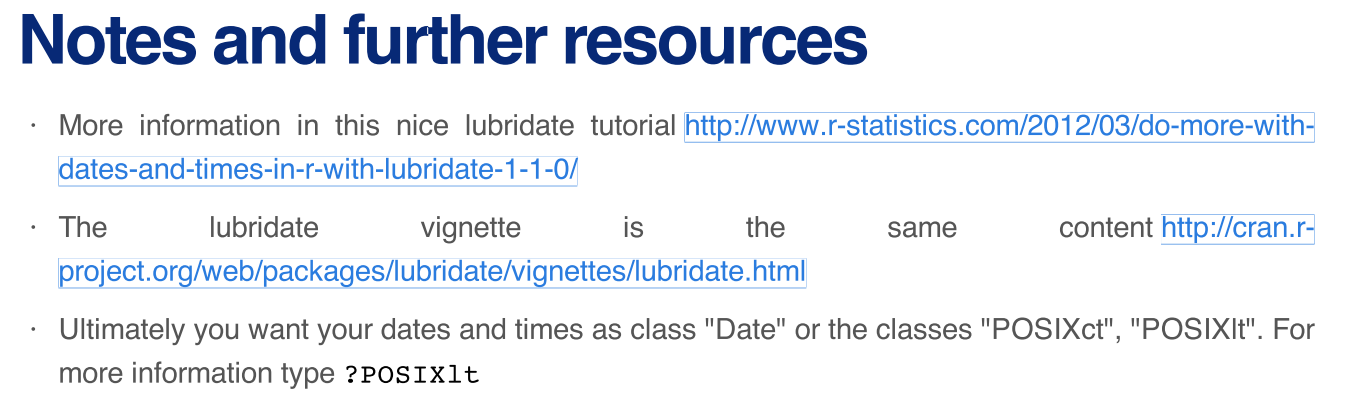 Notes and further resources
· More information in this nice lubridate tutorial http://www.r-statistics.com/2012/03/do-more-with-
dates-and-times-in-r-with-lubridate-1-1-0/
· The lubridate vignette is the same content http://cran.r-
project.org/web/packages/lubridate/vignettes/lubridate.html
· Ultimately you want your dates and times as class "Date" or the classes "POSIXct", "POSIXlt". For
more information type ?POSIXlt